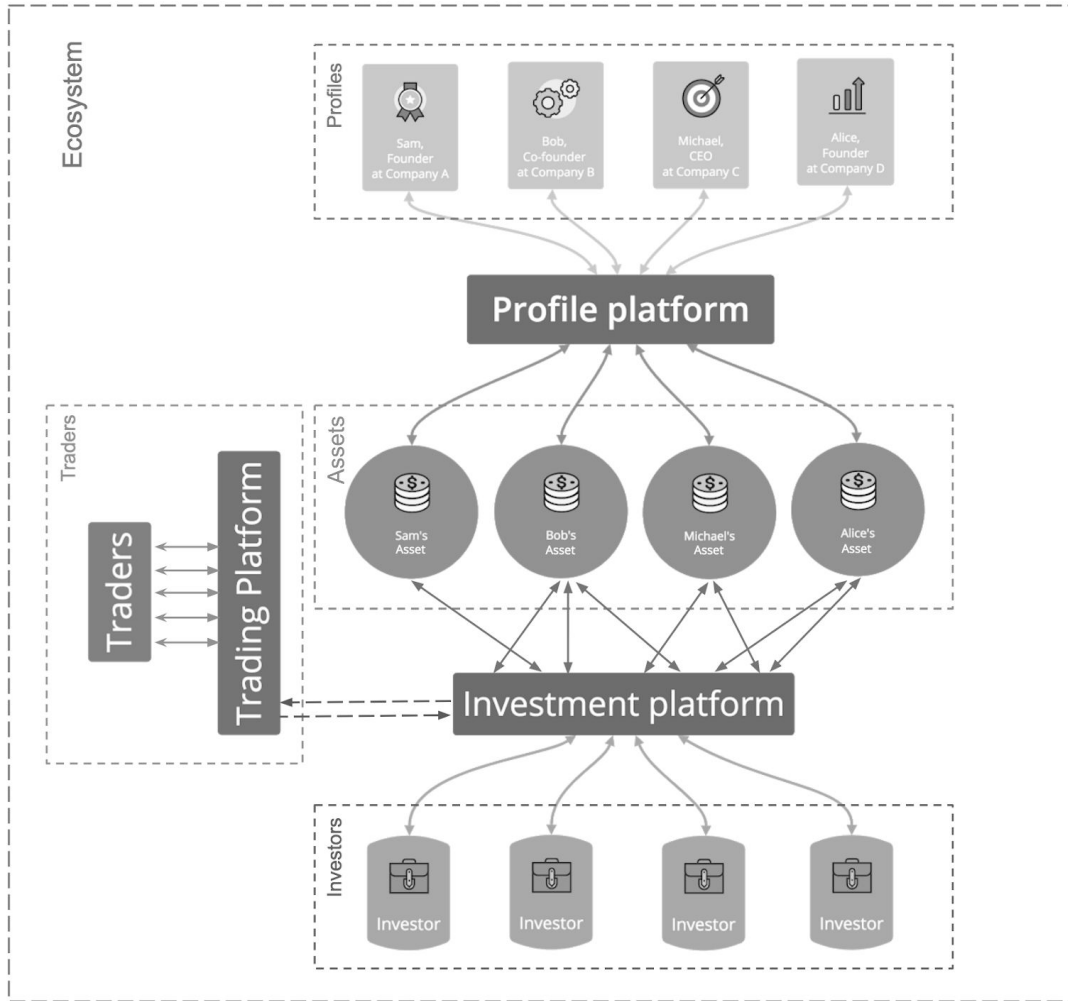 Ecosystem
Profiles
Sam,
Founder
at Company A
Bob,
Co-founder
at Company B
Michael,
CEO
at Company C
Alice,
Founder
at Company D
Profile platform
Traders
Traders
Trading Platform
Assets
$
Sam's
Asset
$
Bob's
Asset
$
Michael's
Asset
$
Alice's
Asset
Investment platform
Investors
Investor
Investor
Investor
Investor